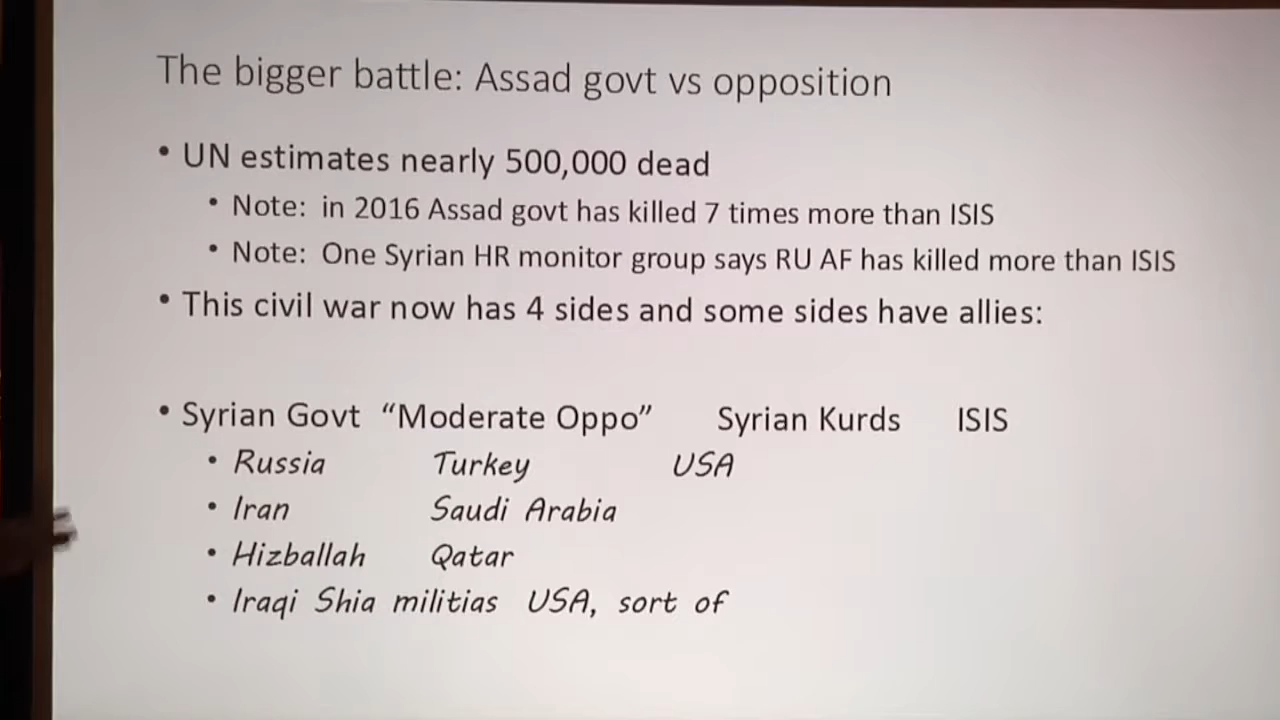 The bigger battle: Assad govt vs opposition
• UN estimates nearly 500,000 dead
• Note: in 2016 Assad govt has killed 7 times more than ISIS
• Note: One Syrian HR monitor group says RU AF has killed more than ISIS
• This civil war now has 4 sides and some sides have allies:
• Syrian Govt “Moderate Oppo” Syrian Kurds ISIS
• Russia Turkey USA
• Iran Saudi Arabia
• Hizballah Qatar
• Iraqi Shia militias USA, sort of